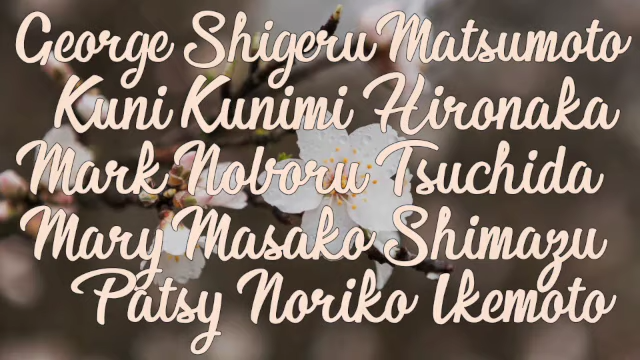 George Shigeru Matsumoto
Kuni Kunimi Hironaka
Mark Noboru Tsuchida
Mary Masako Shimazu
Patsy Noriko Ikemoto